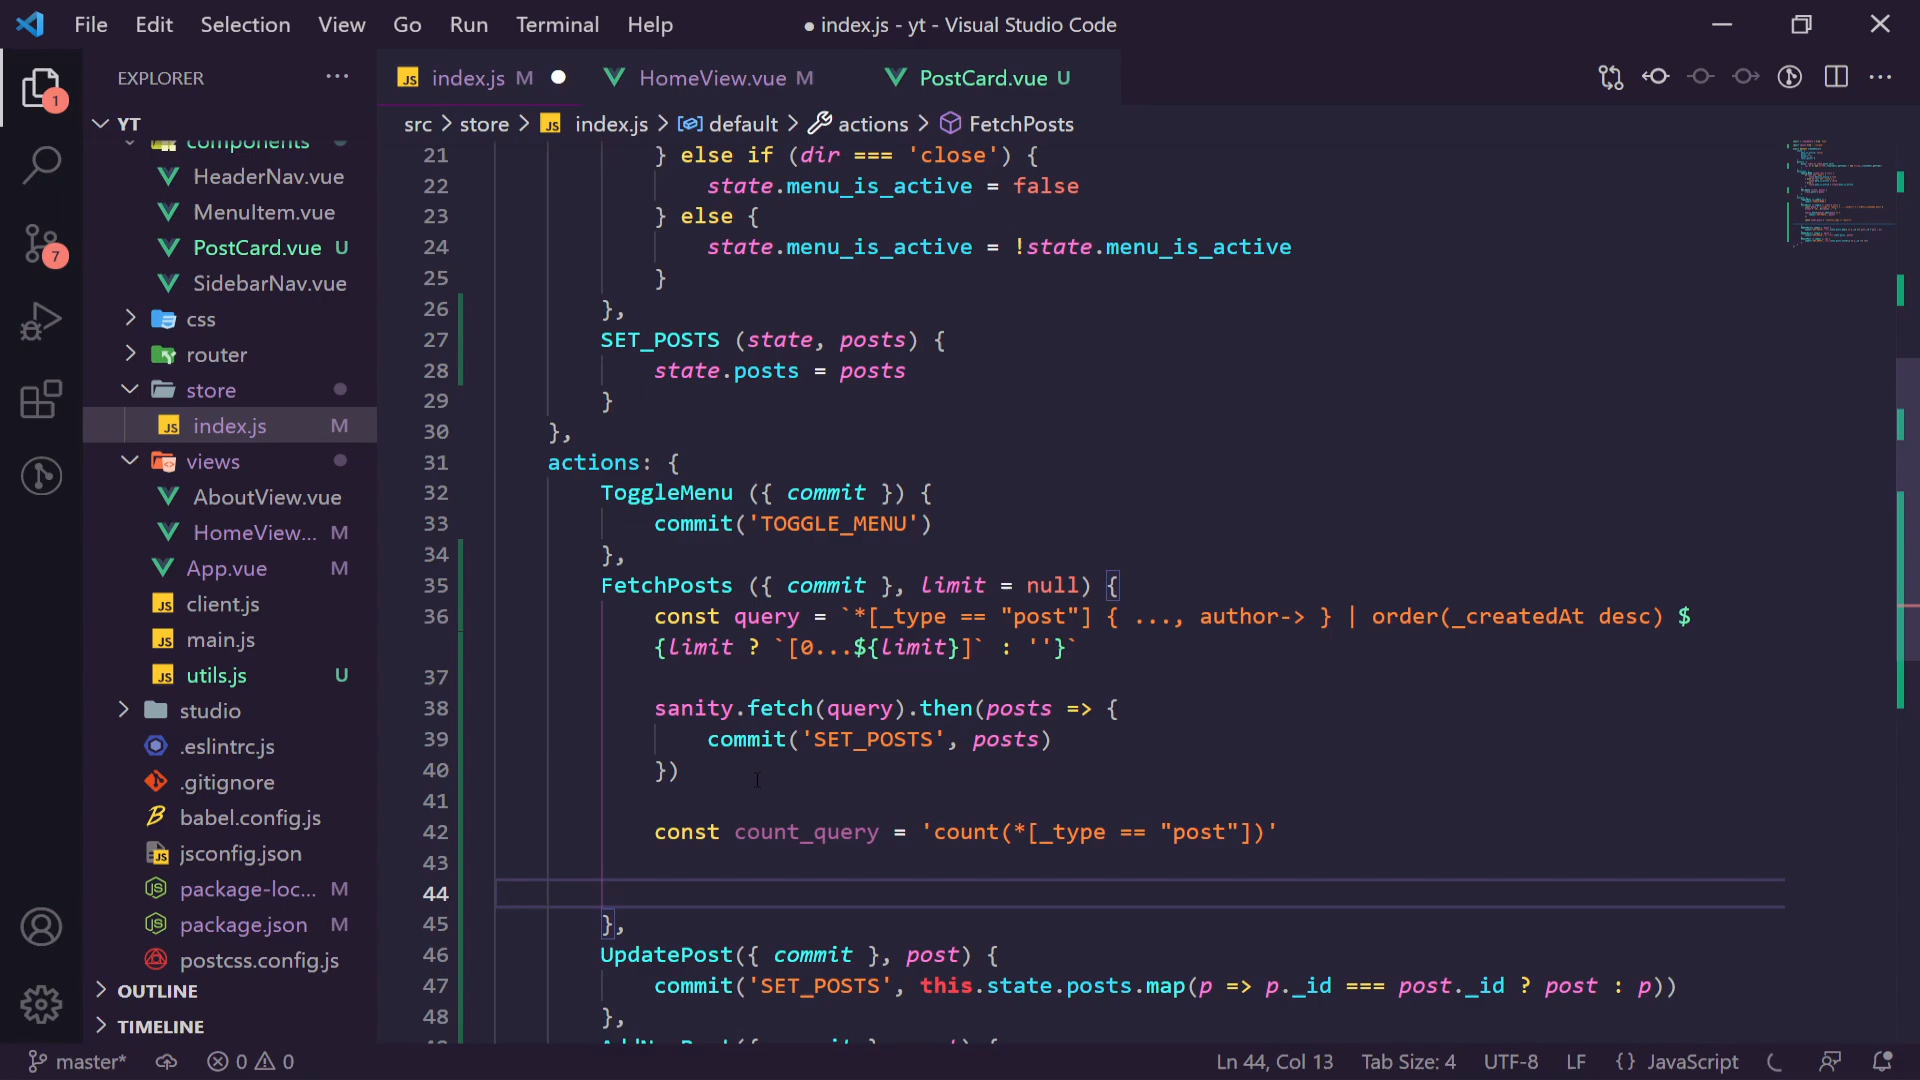 File Edit Selection View Go Run Terminal Help
● index.js - yt - Visual Studio Code
EXPLORER
index.js M
HomeView.vue M
PostCard.vue U
YT
components
HeaderNav.vue
MenuItem.vue
PostCard.vue U
SidebarNav.vue
css
router
store
index.js M
views
AboutView.vue
HomeView... M
App.vue M
client.js
main.js
utils.js U
studio
.eslintrc.js
.gitignore
babel.config.js
jsconfig.json
package-loc... M
package.json M
postcss.config.js
OUTLINE
TIMELINE
1
7
src > store > index.js > default > actions > FetchPosts
21 } else if (dir === 'close') {
22 state.menu_is_active = false
23 } else {
24 state.menu_is_active = !state.menu_is_active
25 }
26 },
27 SET_POSTS (state, posts) {
28 state.posts = posts
29 }
30 },
31 actions: {
32 ToggleMenu ({ commit }) {
33 commit('TOGGLE_MENU')
34 },
35 FetchPosts ({ commit }, limit = null) {
36 const query = `*[_type == "post"] { ..., author-> } | order(_createdAt desc) $
{limit ? `[0...${limit}]` : ''}`
37
38 sanity.fetch(query).then(posts => {
39 commit('SET_POSTS', posts)
40 })
41
42 const count_query = 'count(*[_type == "post"])'
43
44
45 },
46 UpdatePost({ commit }, post) {
47 commit('SET_POSTS', this.state.posts.map(p => p._id === post._id ? post : p))
48 },
master* 0 0
Ln 44, Col 13 Tab Size: 4 UTF-8 LF {} JavaScript